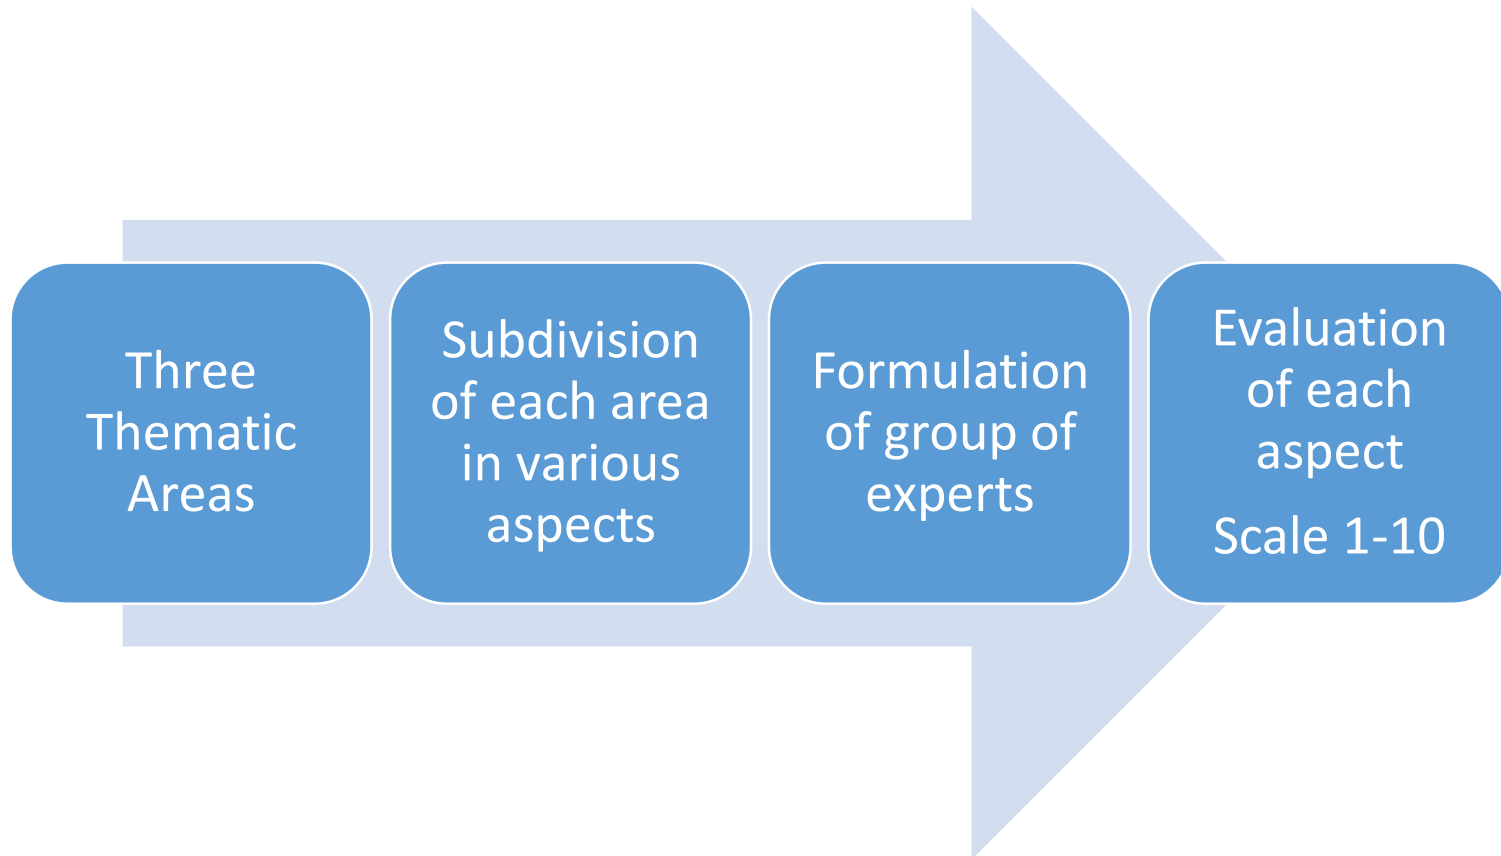 Three
Thematic
Areas
Subdivision
of each area
in various
aspects
Formulation
of group of
experts
Evaluation
of each
aspect
Scale 1-10